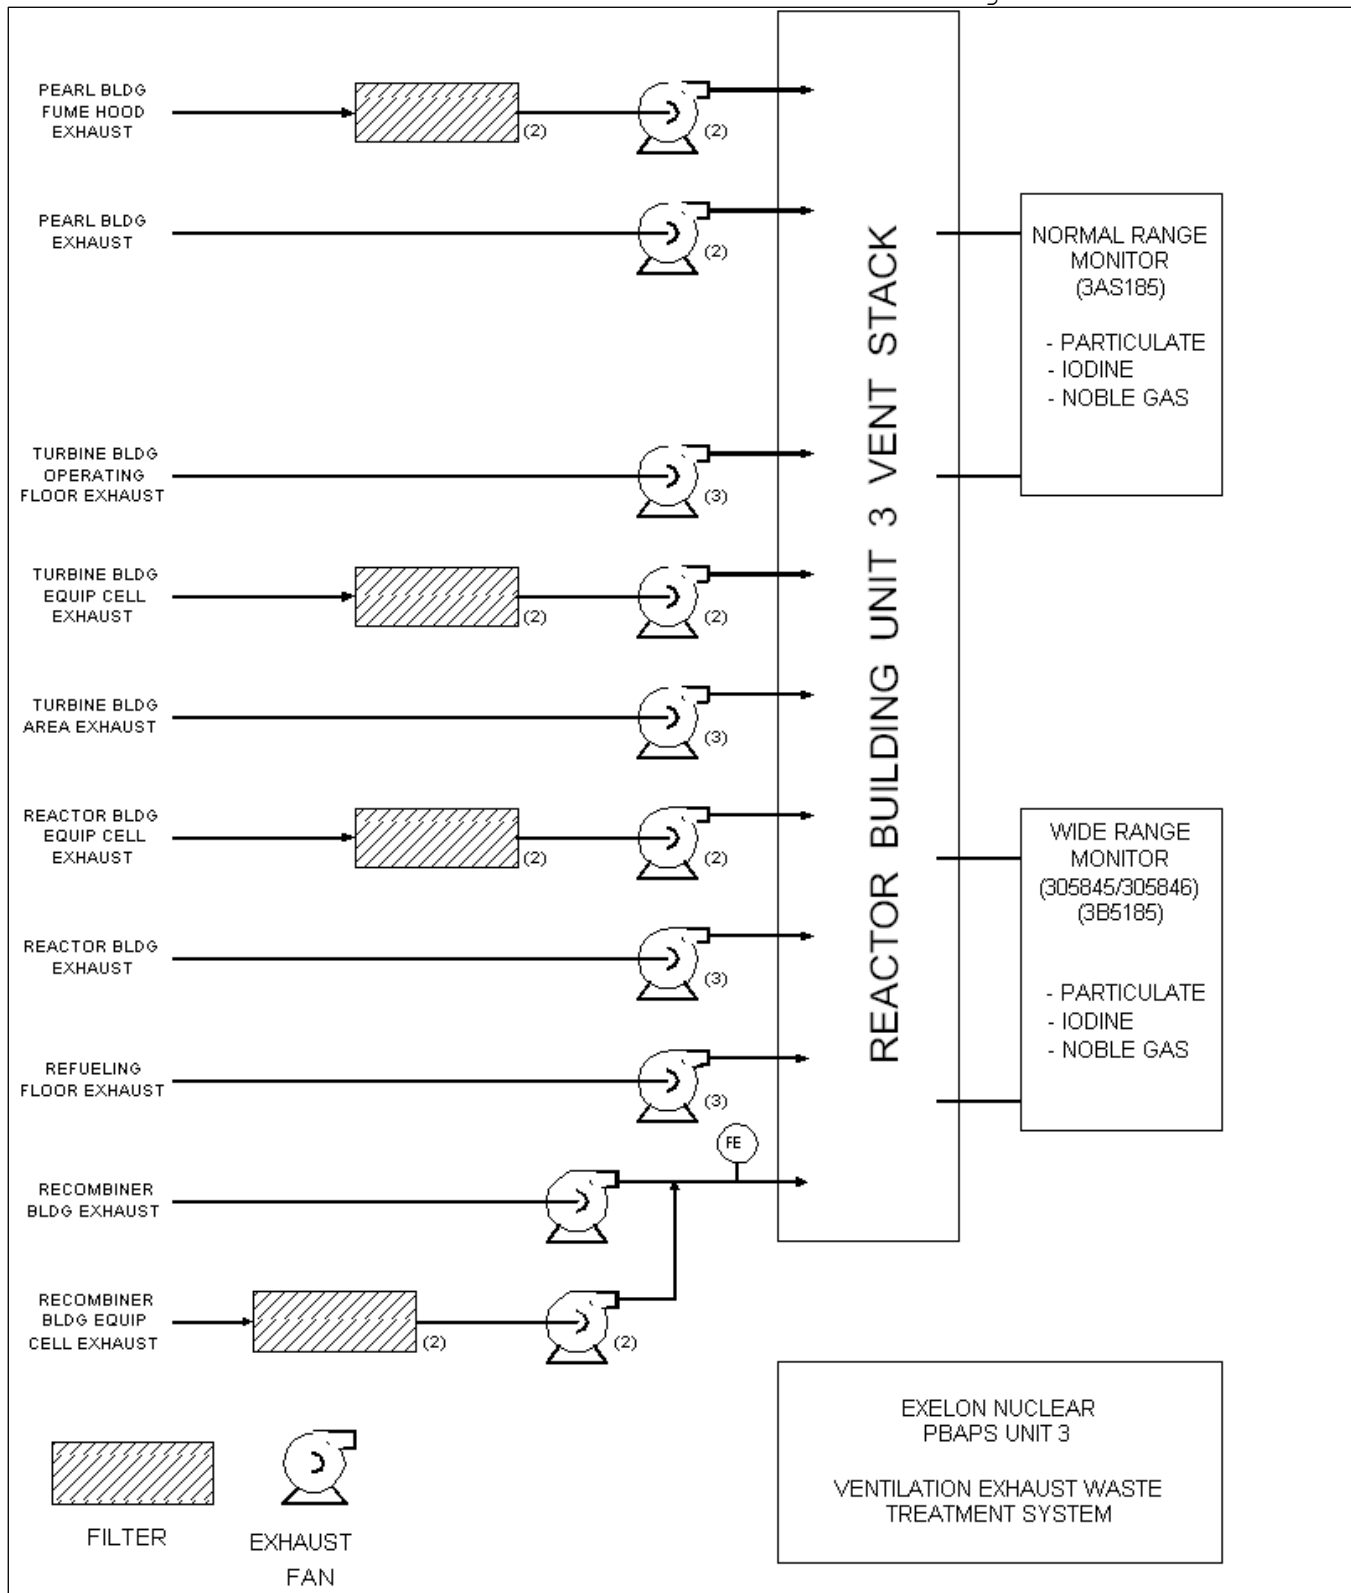 PEARL BLDG
FUME HOOD
EXHAUST
(2)
(2)
PEARL BLDG
EXHAUST
(2)
TURBINE BLDG
OPERATING
FLOOR EXHAUST
(3)
TURBINE BLDG
EQUIP CELL
EXHAUST
(2)
(2)
TURBINE BLDG
AREA EXHAUST
(3)
REACTOR BLDG
EQUIP CELL
EXHAUST
(2)
(2)
REACTOR BLDG
EXHAUST
(3)
REFUELING
FLOOR EXHAUST
(3)
FE
RECOMBINER
BLDG EXHAUST
RECOMBINER
BLDG EQUIP
CELL EXHAUST
(2)
(2)
REACTOR BUILDING UNIT 3 VENT STACK
NORMAL RANGE
MONITOR
(3AS185)
- PARTICULATE
- IODINE
- NOBLE GAS
WIDE RANGE
MONITOR
(305845/305846)
(3B5185)
- PARTICULATE
- IODINE
- NOBLE GAS
FILTER
EXHAUST
FAN
EXELON NUCLEAR
PBAPS UNIT 3
VENTILATION EXHAUST WASTE
TREATMENT SYSTEM